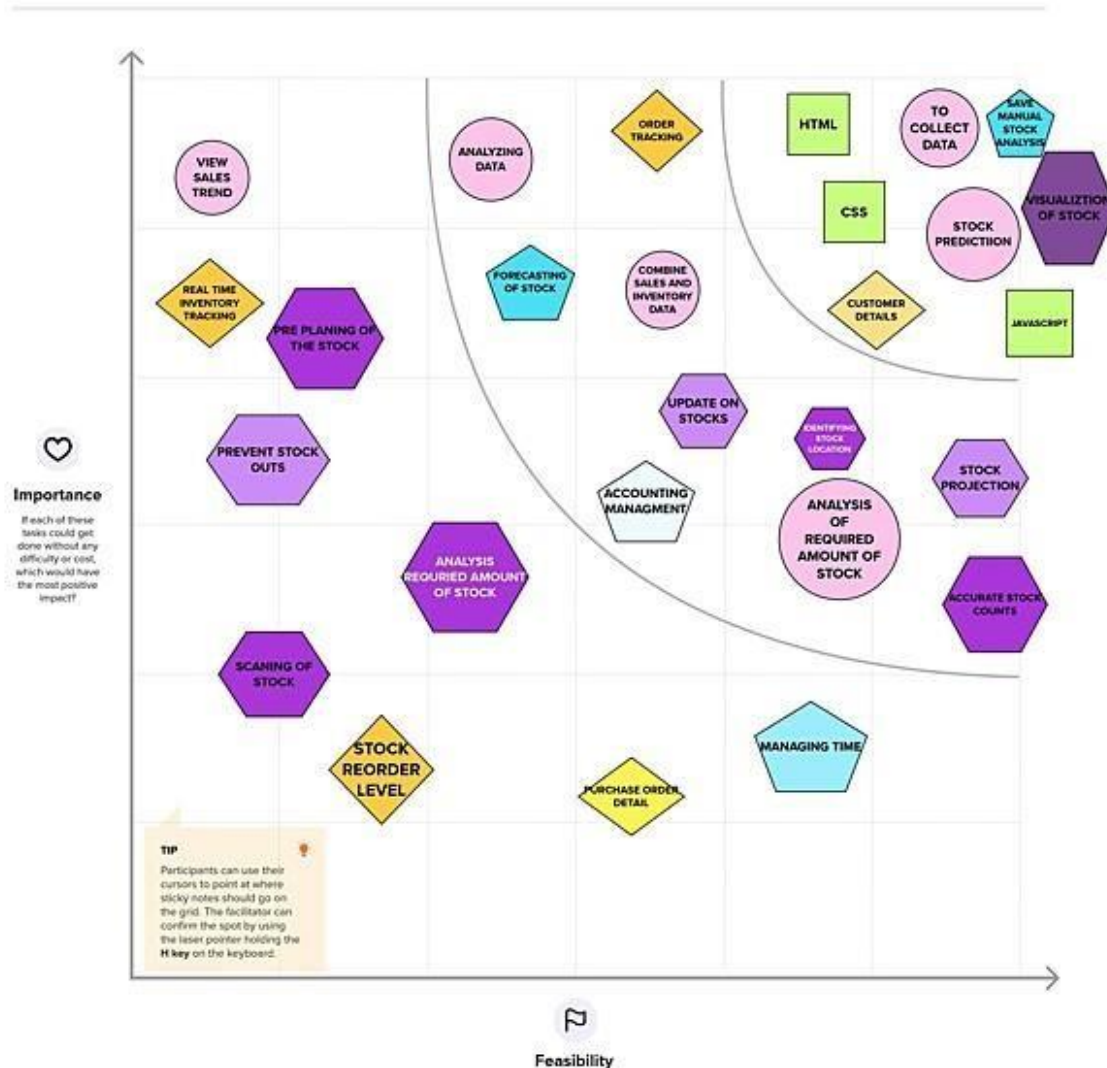 VIEW
SALES
TREND
ANALYZING
DATA
ORDER
TRACKING
HTML
TO
COLLECT
DATA
SAVE
MANUAL
STOCK
ANALYSIS
CSS
STOCK
PREDICTIION
VISUALIZTION
OF STOCK
REAL TIME
INVENTORY
TRACKING
PRE PLANING OF
THE STOCK
FORECASTING
OF STOCK
COMBINE
SALES AND
INVENTORY
DATA
CUSTOMER
DETAILS
JAVASCRIPT
PREVENT STOCK
OUTS
UPDATE ON
STOCKS
IDENTIFYING
STOCK
LOCATION
STOCK
PROJECTION
ACCOUNTING
MANAGMENT
ANALYSIS
OF
REQUIRED
AMOUNT OF
STOCK
ANALYSIS
REQURIED AMOUNT
OF STOCK
ACCURATE STOCK
COUNTS
SCANING OF
STOCK
STOCK
REORDER
LEVEL
PURCHASE ORDER
DETAIL
MANAGING TIME
Importance
If each of these
tasks could get
done without any
difficulty or cost,
which would have
the most positive
impact?
TIP
Participants can use their
cursors to point at where
sticky notes should go on
the grid. The facilitator can
confirm the spot by using
the laser pointer holding the
H key on the keyboard.
Feasibility